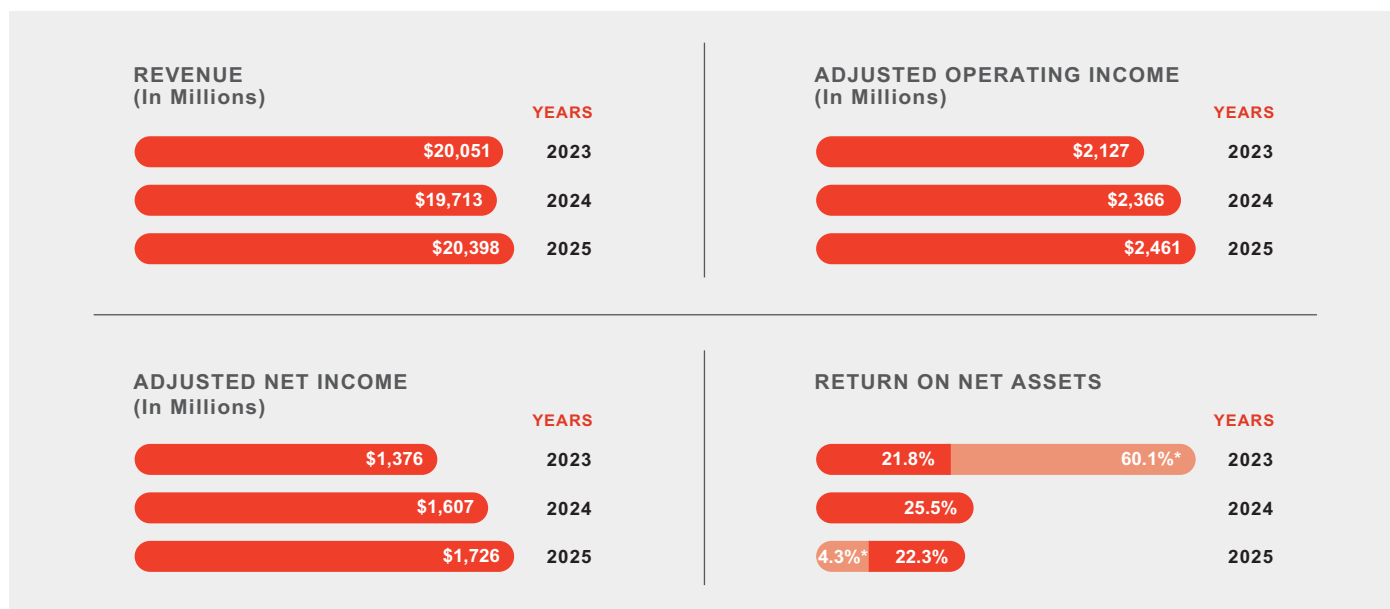 REVENUE
(In Millions)
YEARS
$20,051 2023
$19,713 2024
$20,398 2025
ADJUSTED OPERATING INCOME
(In Millions)
YEARS
$2,127 2023
$2,366 2024
$2,461 2025
ADJUSTED NET INCOME
(In Millions)
YEARS
$1,376 2023
$1,607 2024
$1,726 2025
RETURN ON NET ASSETS
YEARS
21.8% 60.1%* 2023
25.5% 2024
4.3%* 22.3% 2025